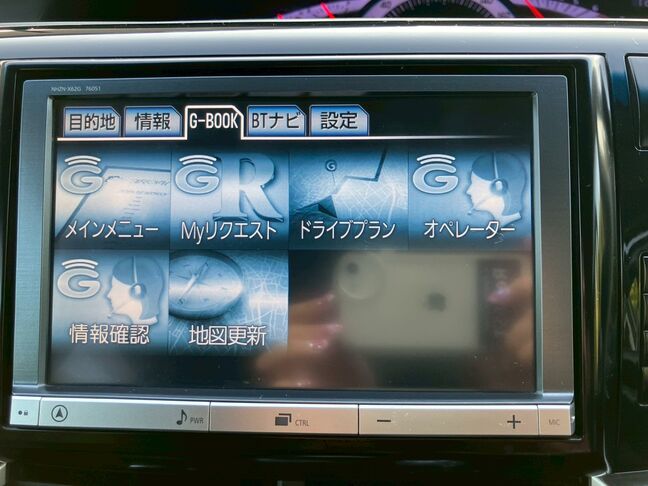 NHZN-X62G 76051
目的地 情報 G-BOOK BTナビ 設定
メインメニュー Myリクエスト ドライブプラン オペレーター
情報確認 地図更新
PWR CTRL − + MIC